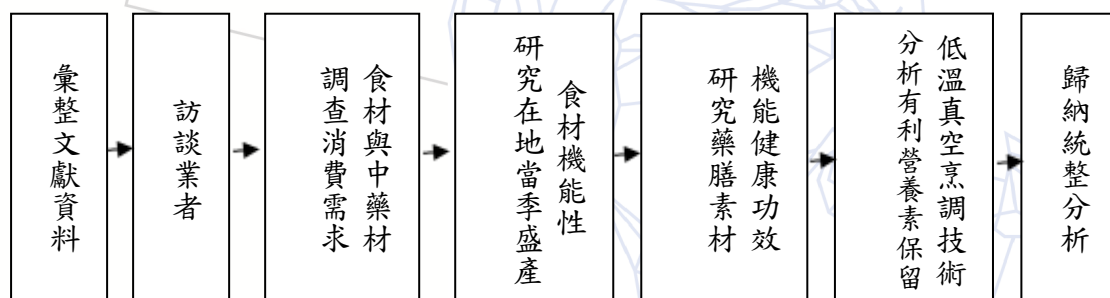 彙整文獻資料
訪談業者
調查消費需求
食材與中藥材
研究在地當季盛產
食材機能性
研究藥膳素材
機能健康功效
分析有利營養素保留
低溫真空烹調技術
歸納統整分析